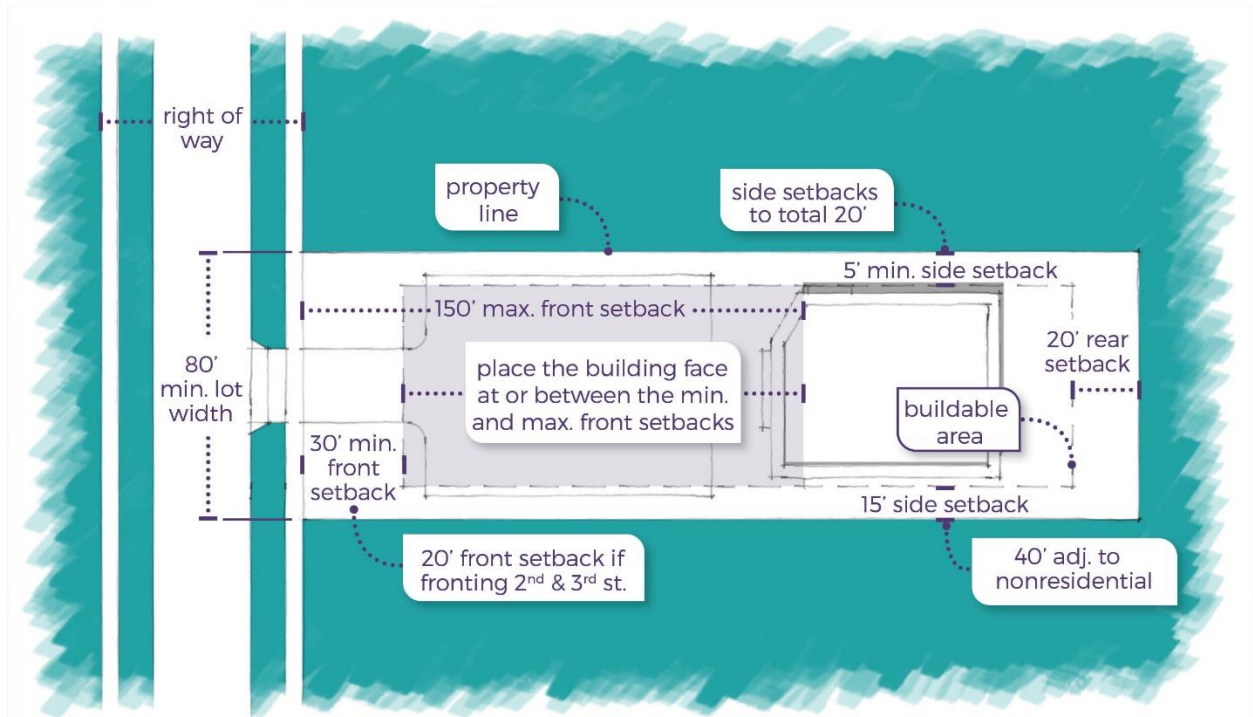 right of
way
property
line
side setbacks
to total 20’
5’ min. side setback
150’ max. front setback
80’
min. lot
width
place the building face
at or between the min.
and max. front setbacks
20’ rear
setback
buildable
area
30’ min.
front
setback
15’ side setback
20’ front setback if
fronting 2nd & 3rd st.
40’ adj. to
nonresidential